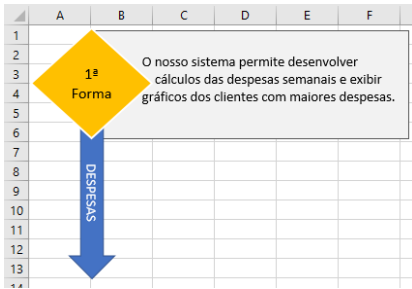 A B C D E F
1
2
3
4
5
6
7
8
9
10
11
12
13
14
1ª
Forma
O nosso sistema permite desenvolver
cálculos das despesas semanais e exibir
gráficos dos clientes com maiores despesas.
DESPESAS